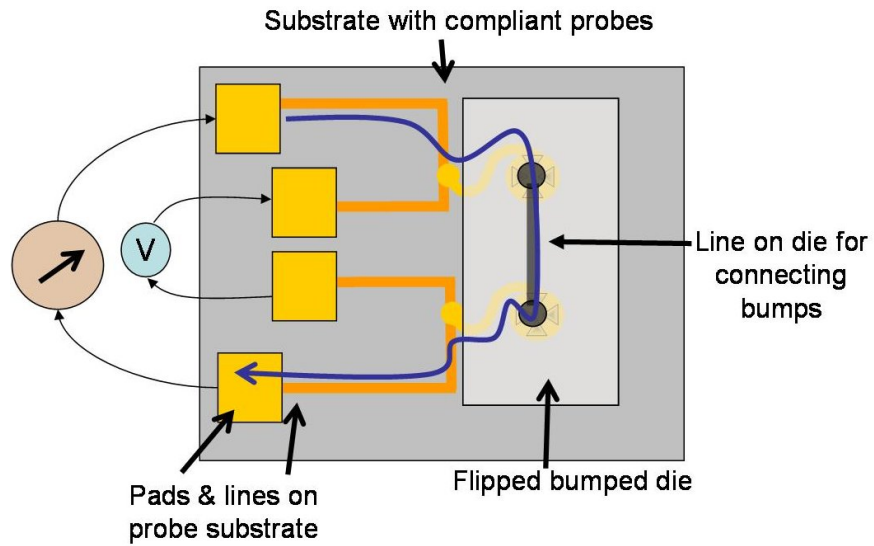 Substrate with compliant probes
V
Line on die for
connecting
bumps
Flipped bumped die
Pads & lines on
probe substrate